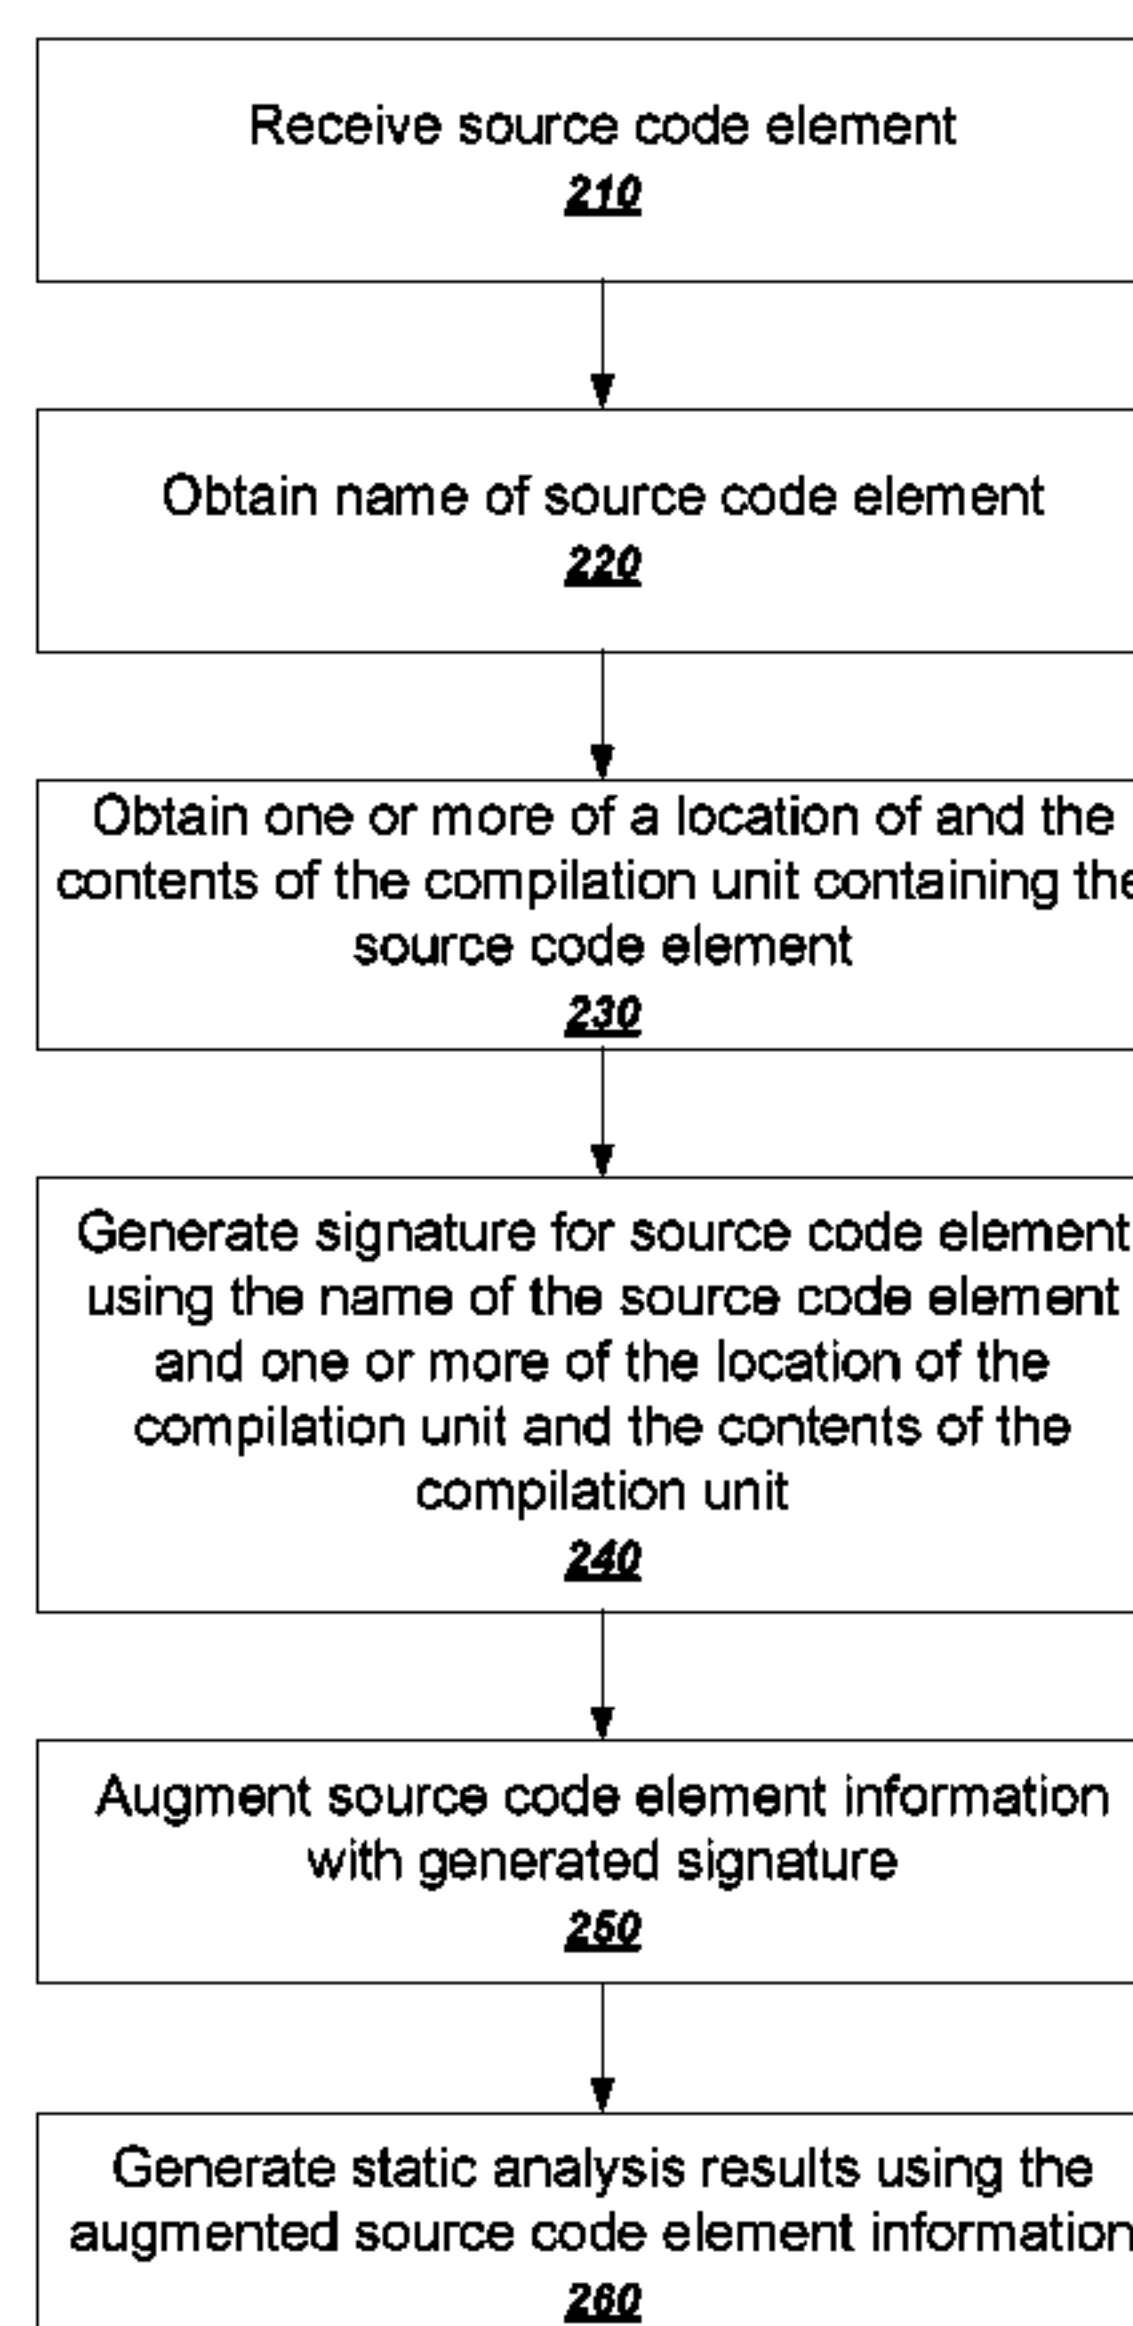 Receive source code element
210
Obtain name of source code element
220
Obtain one or more of a location of and the
contents of the compilation unit containing the
source code element
230
Generate signature for source code element
using the name of the source code element
and one or more of the location of the
compilation unit and the contents of the
compilation unit
240
Augment source code element information
with generated signature
250
Generate static analysis results using the
augmented source code element information
260